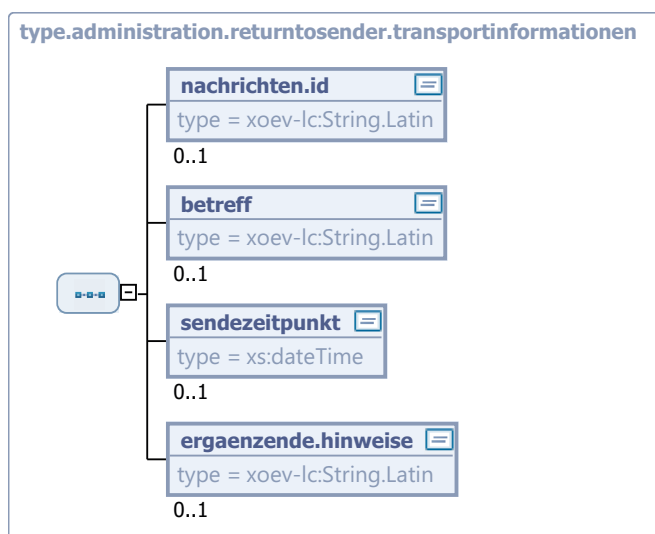 type.administration.returntosender.transportinformationen
nachrichten.id
type = xoev-lc:String.Latin
0..1
betreff
type = xoev-lc:String.Latin
0..1
sendezeitpunkt
type = xs:dateTime
0..1
ergaenzende.hinweise
type = xoev-lc:String.Latin
0..1